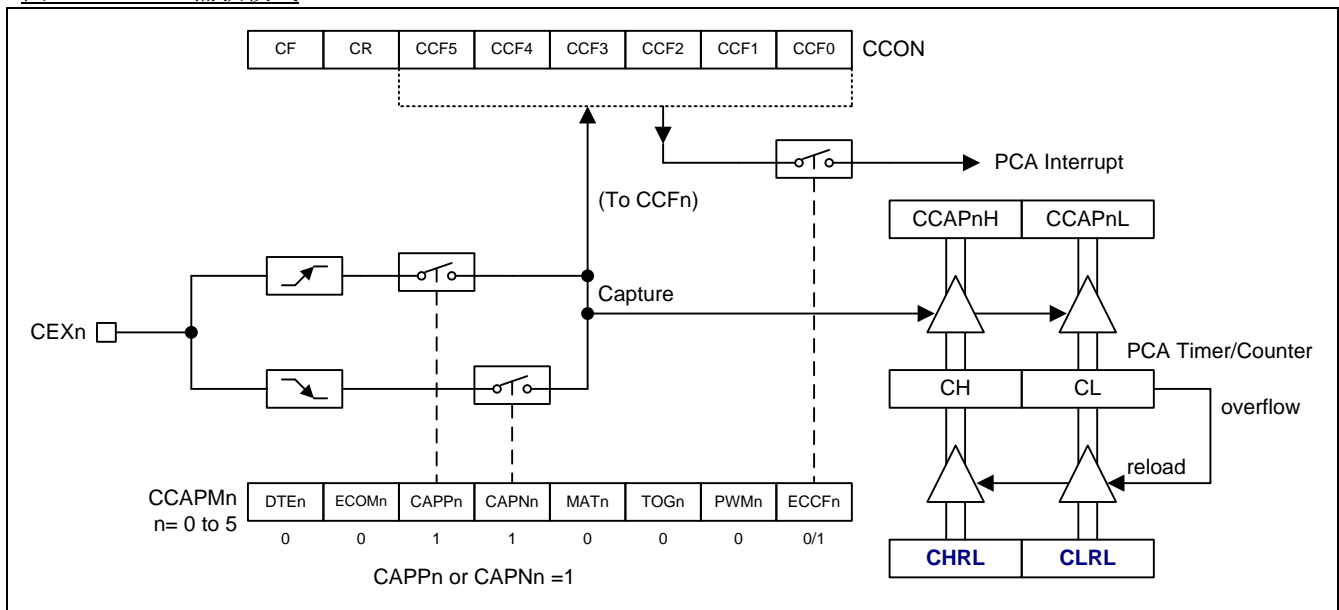 CF CR CCF5 CCF4 CCF3 CCF2 CCF1 CCF0 CCON
PCA Interrupt
(To CCFn)
CCAPnH CCAPnL
Capture
CEXn
PCA Timer/Counter
CH CL
overflow
reload
CCAPMn
n= 0 to 5
DTEn ECOMn CAPPn CAPNn MATn TOGn PWMn ECCFn
0 0 1 1 0 0 0 0/1
CHRL CLRL
CAPPn or CAPNn =1